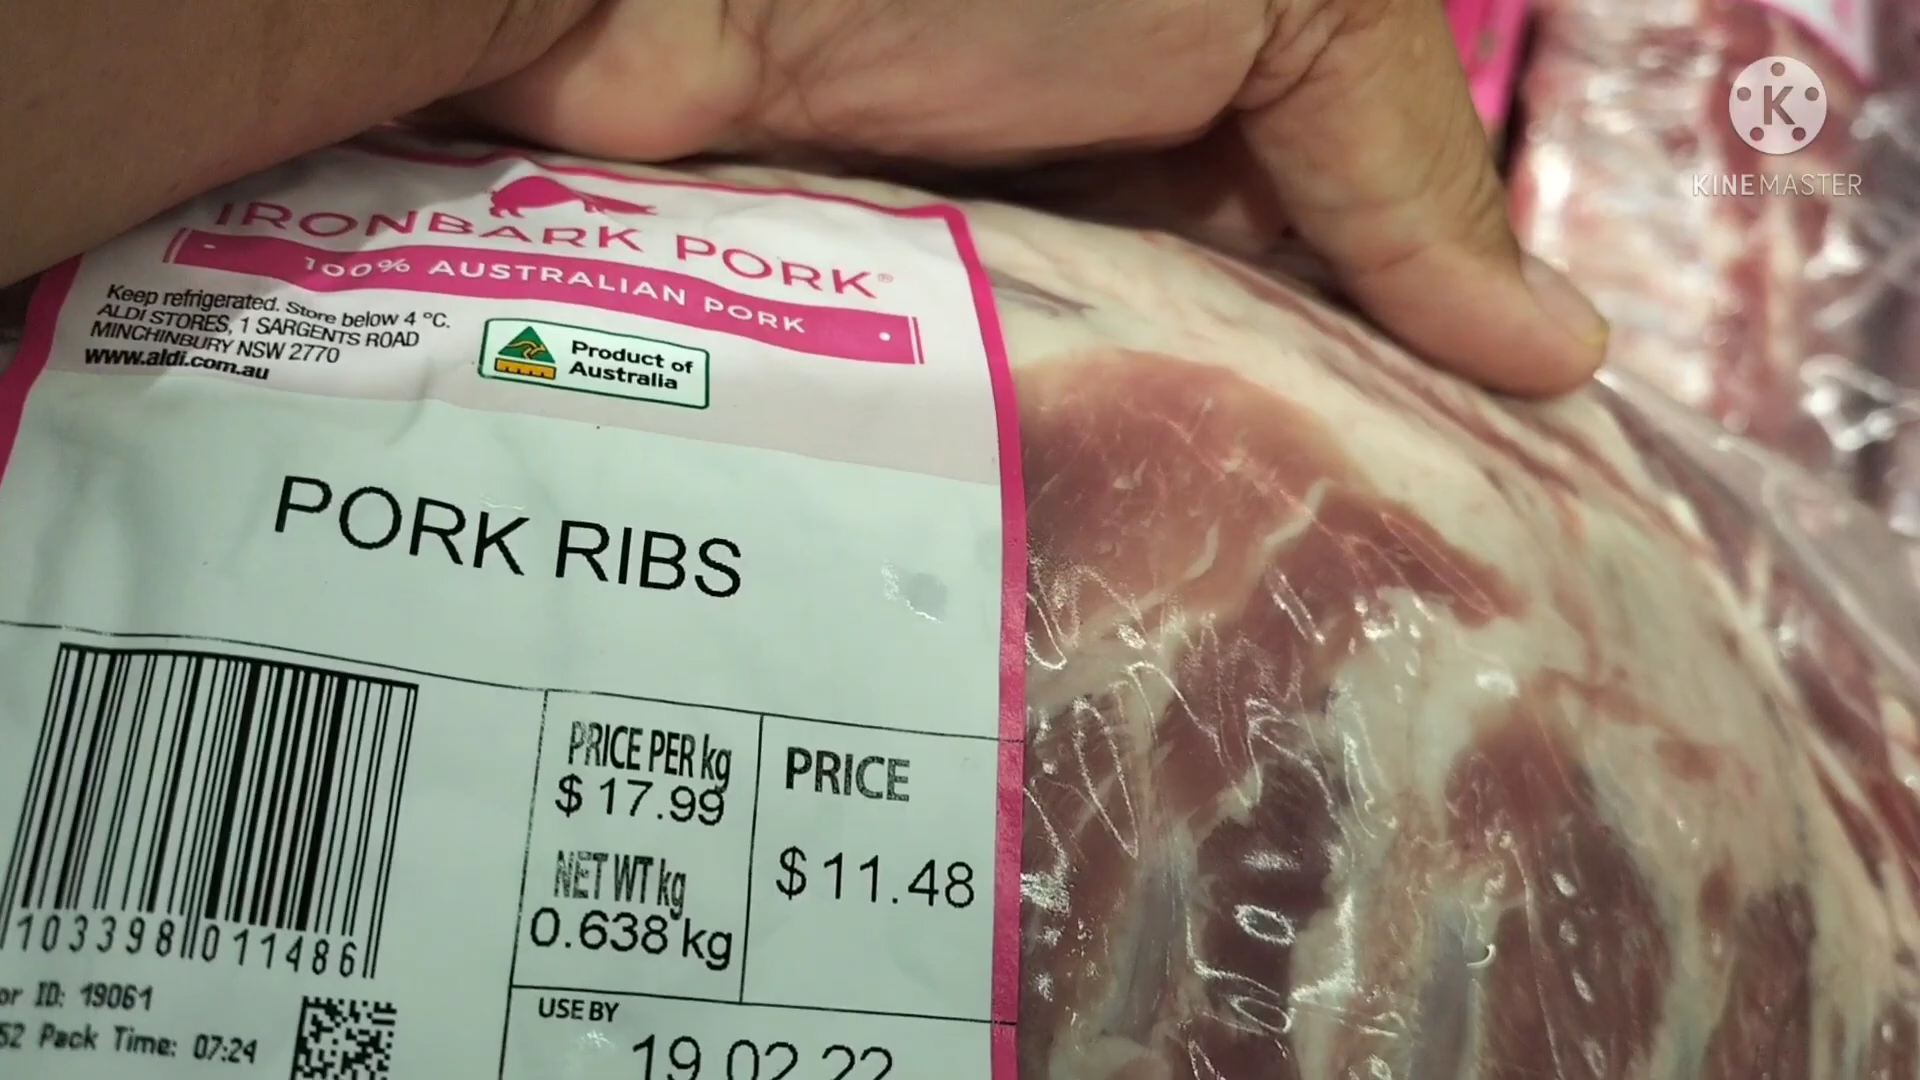 IRONBARK PORK®
100% AUSTRALIAN PORK
Keep refrigerated. Store below 4 °C.
ALDI STORES, 1 SARGENTS ROAD
MINCHINBURY NSW 2770
www.aldi.com.au
Product of
Australia
PORK RIBS
PRICE PER kg
$17.99
PRICE
$11.48
NET WT kg
0.638 kg
103398 011486
ID: 19061
52 Pack Time: 07:24
USE BY
19.02.22
K
KINEMASTER